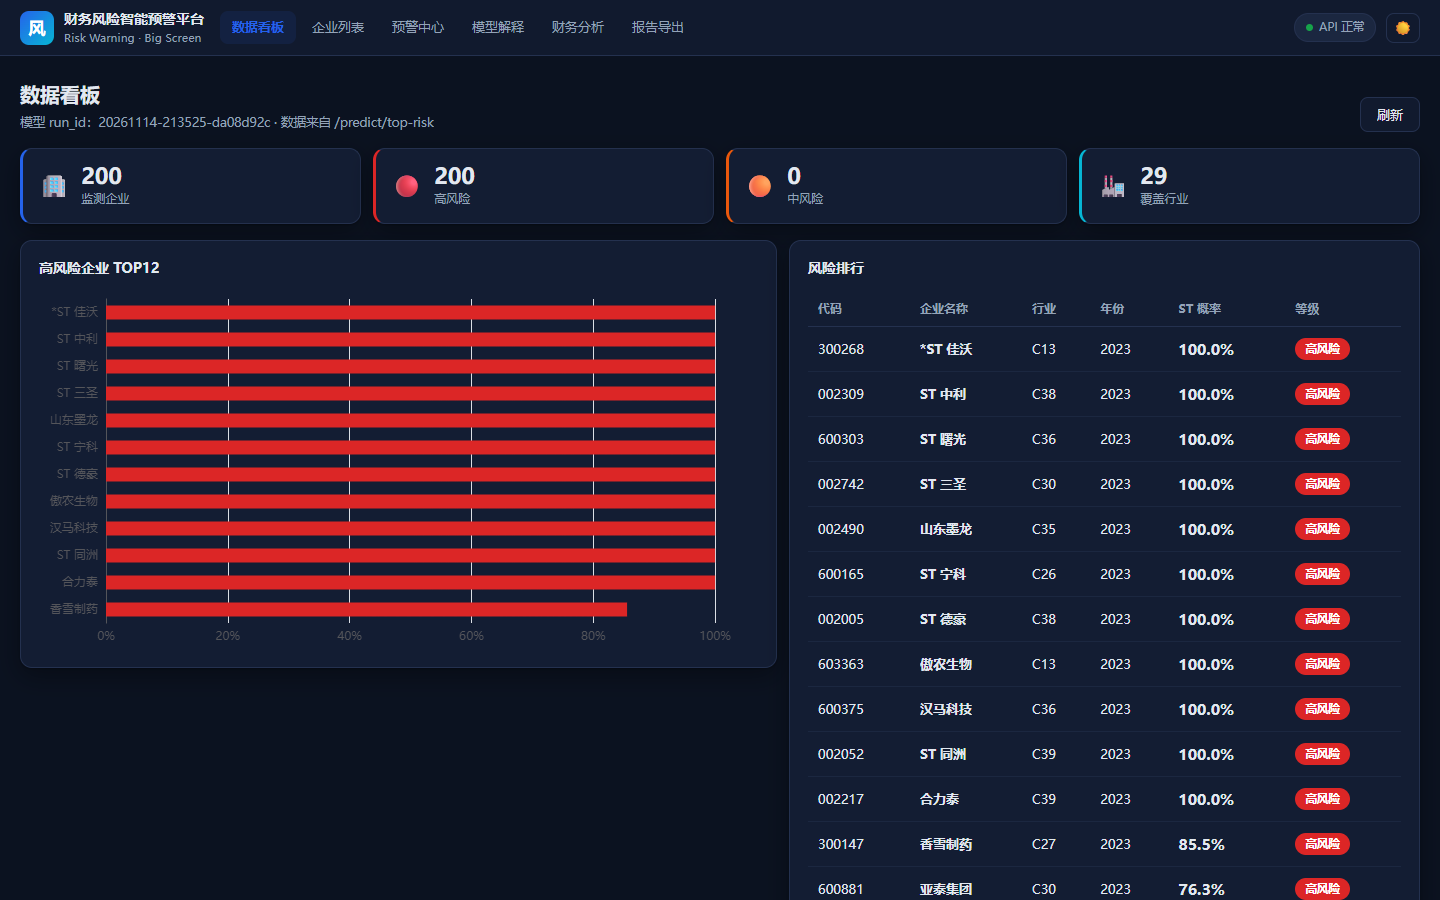 风
财务风险智能预警平台
Risk Warning · Big Screen
数据看板
企业列表
预警中心
模型解释
财务分析
报告导出
API 正常
数据看板
模型 run_id：20261114-213525-da08d92c · 数据来自 /predict/top-risk
刷新
200
监测企业
200
高风险
0
中风险
29
覆盖行业
高风险企业 TOP12
*ST 佳沃
ST 中利
ST 曙光
ST 三圣
山东墨龙
ST 宁科
ST 德豪
傲农生物
汉马科技
ST 同洲
合力泰
香雪制药
0% 20% 40% 60% 80% 100%
风险排行
代码 企业名称 行业 年份 ST 概率 等级
300268 *ST 佳沃 C13 2023 100.0% 高风险
002309 ST 中利 C38 2023 100.0% 高风险
600303 ST 曙光 C36 2023 100.0% 高风险
002742 ST 三圣 C30 2023 100.0% 高风险
002490 山东墨龙 C35 2023 100.0% 高风险
600165 ST 宁科 C26 2023 100.0% 高风险
002005 ST 德豪 C38 2023 100.0% 高风险
603363 傲农生物 C13 2023 100.0% 高风险
600375 汉马科技 C36 2023 100.0% 高风险
002052 ST 同洲 C39 2023 100.0% 高风险
002217 合力泰 C39 2023 100.0% 高风险
300147 香雪制药 C27 2023 85.5% 高风险
600881 亚泰集团 C30 2023 76.3% 高风险